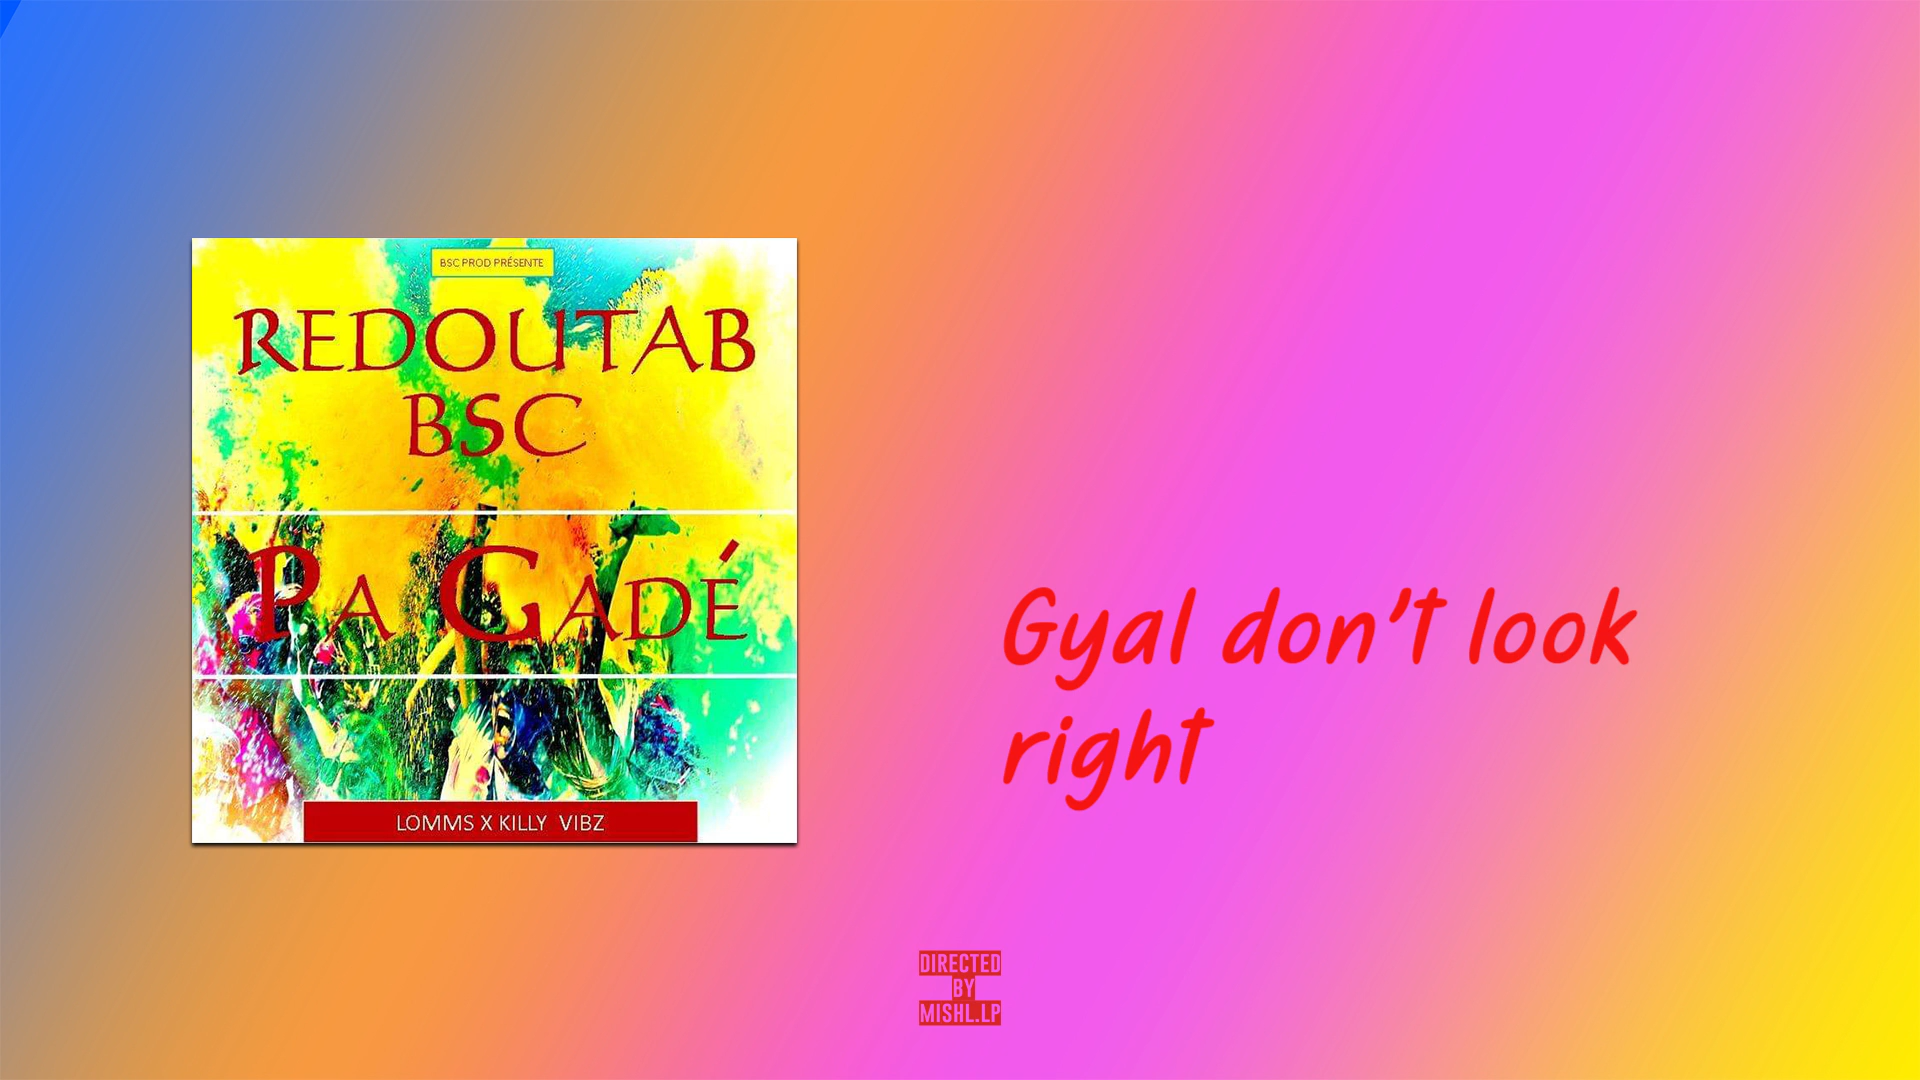 BSC PROD PRÉSENTE
REDOUTAB
BSC
PA GADÉ
LOMMS X KILLY VIBZ
Gyal don't look
right
DIRECTED
BY
MISHL.LP